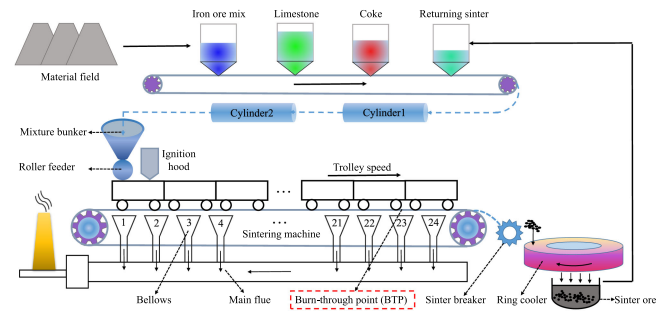 Iron ore mix
Limestone
Coke
Returning sinter
Material field
Cylinder2
Cylinder1
Mixture bunker
Ignition
hood
Roller feeder
Trolley speed
1
2
3
4
21
22
23
24
Sintering machine
Bellows
Main flue
Burn-through point (BTP)
Sinter breaker
Ring cooler
Sinter ore